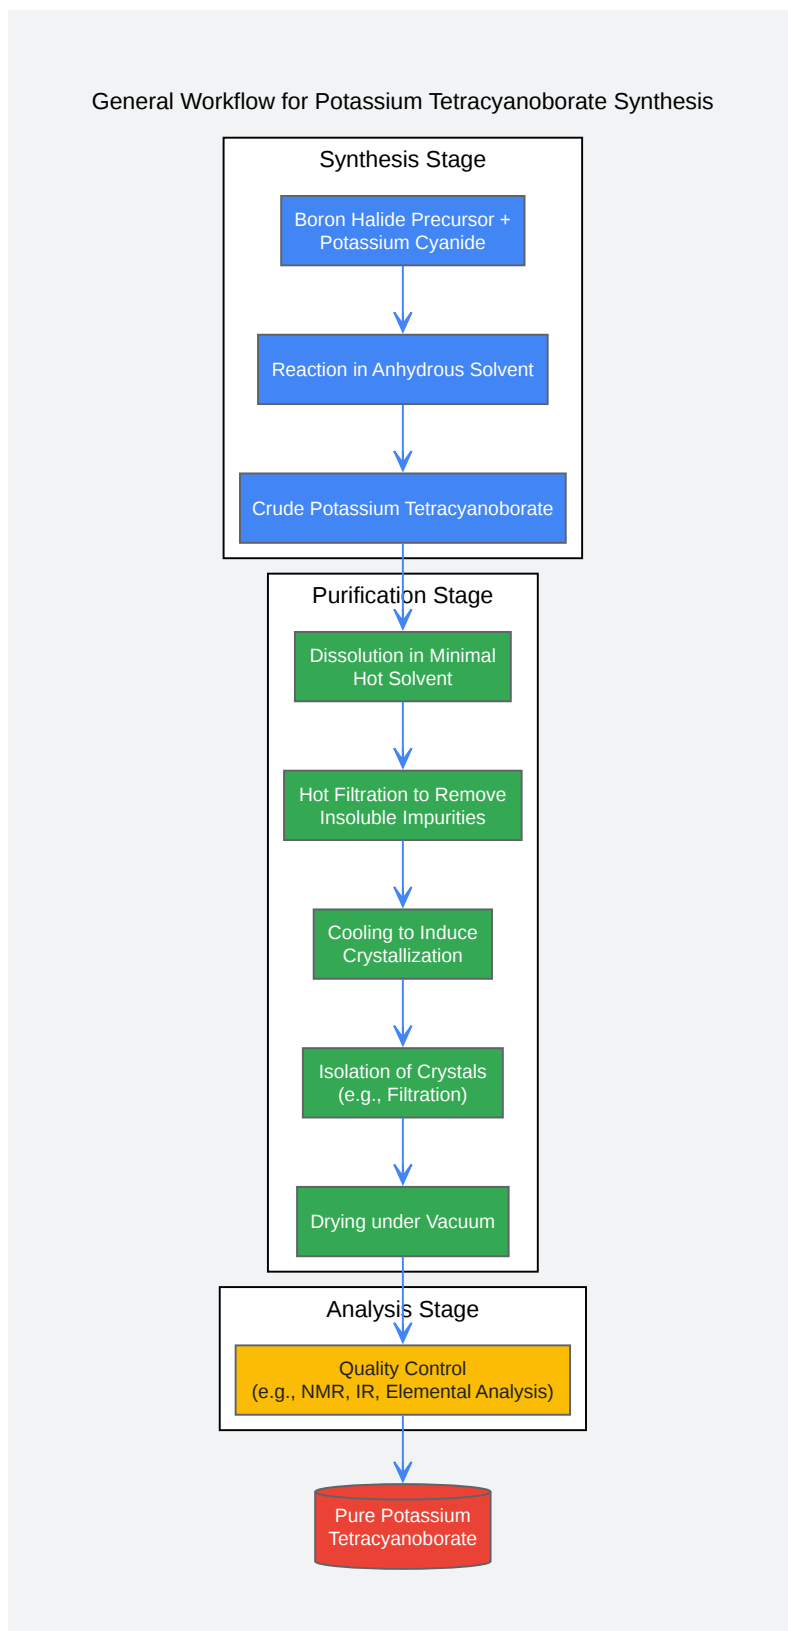 General Workflow for Potassium Tetracyanoborate Synthesis
Synthesis Stage
Boron Halide Precursor +
Potassium Cyanide
Reaction in Anhydrous Solvent
Crude Potassium Tetracyanoborate
Purification Stage
Dissolution in Minimal
Hot Solvent
Hot Filtration to Remove
Insoluble Impurities
Cooling to Induce
Crystallization
Isolation of Crystals
(e.g., Filtration)
Drying under Vacuum
Analysis Stage
Quality Control
(e.g., NMR, IR, Elemental Analysis)
Pure Potassium
Tetracyanoborate